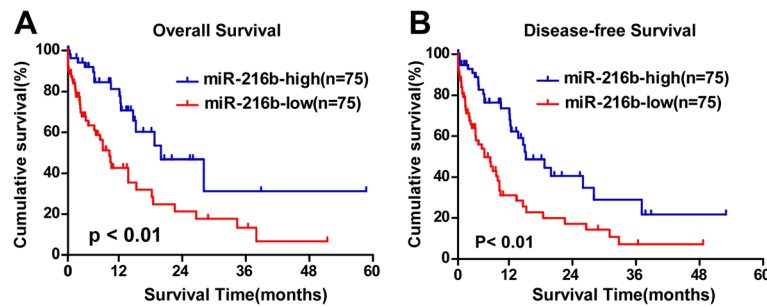 A
Overall Survival
Cumulative survival(%)
100
80
60
40
20
0
miR-216b-high(n=75)
miR-216b-low(n=75)
p < 0.01
0 12 24 36 48 60
Survival Time(months)
B
Disease-free Survival
Cumulative survival(%)
100
80
60
40
20
0
miR-216b-high(n=75)
miR-216b-low(n=75)
P< 0.01
0 12 24 36 48 60
Survival Time(months)